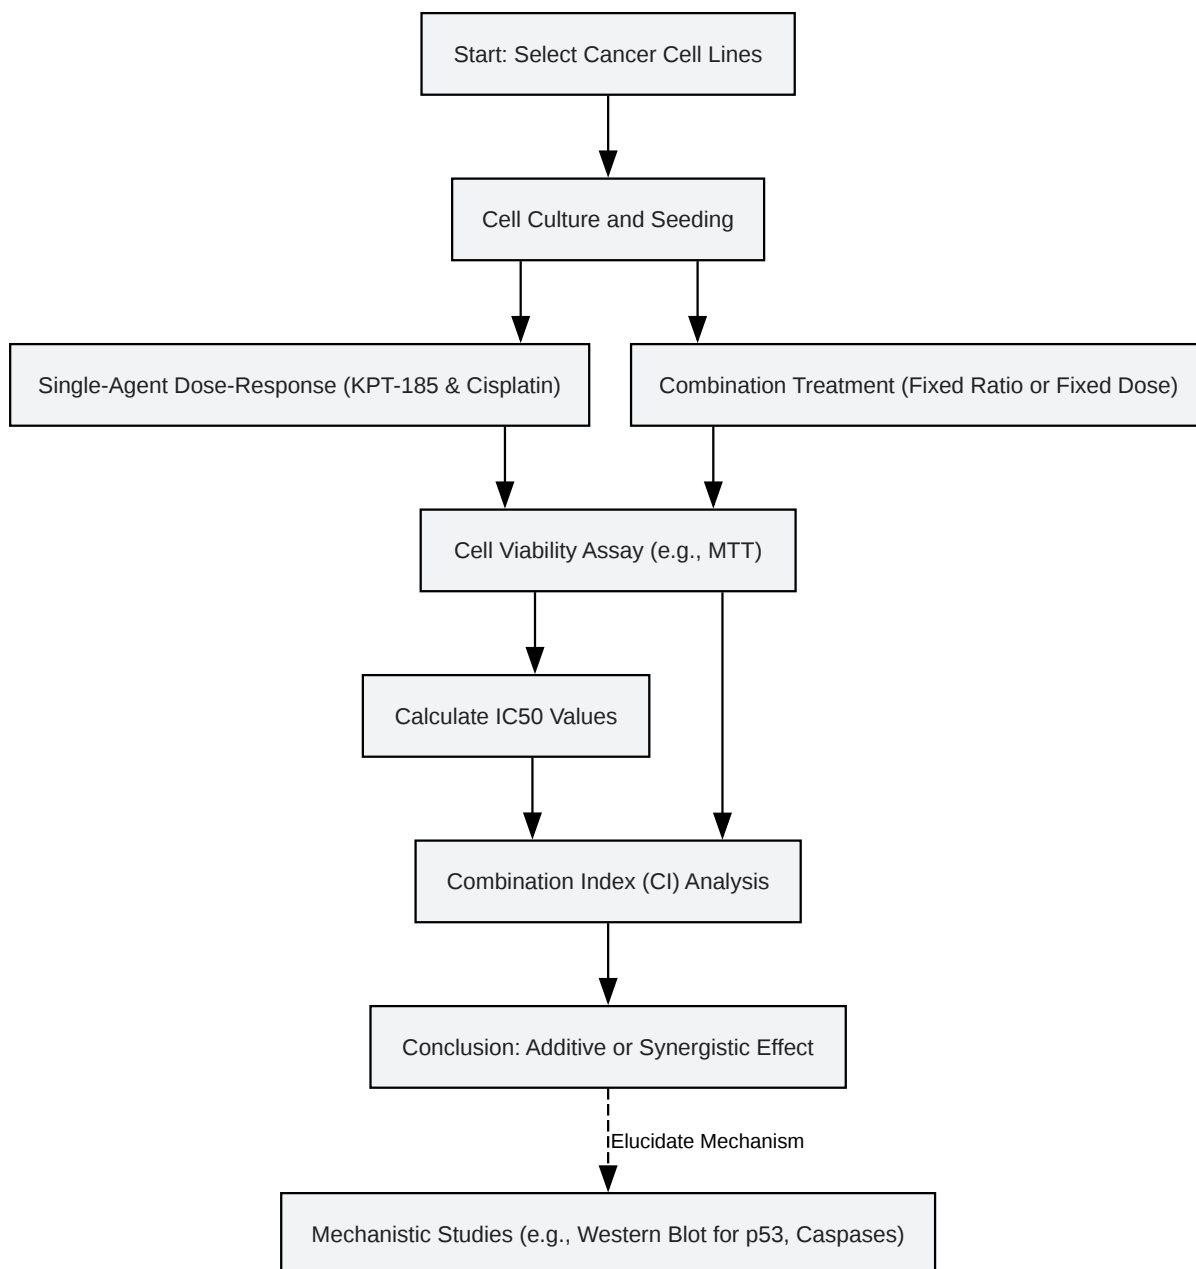 Start: Select Cancer Cell Lines
Cell Culture and Seeding
Single-Agent Dose-Response (KPT-185 & Cisplatin)
Combination Treatment (Fixed Ratio or Fixed Dose)
Cell Viability Assay (e.g., MTT)
Calculate IC50 Values
Combination Index (CI) Analysis
Conclusion: Additive or Synergistic Effect
Elucidate Mechanism
Mechanistic Studies (e.g., Western Blot for p53, Caspases)